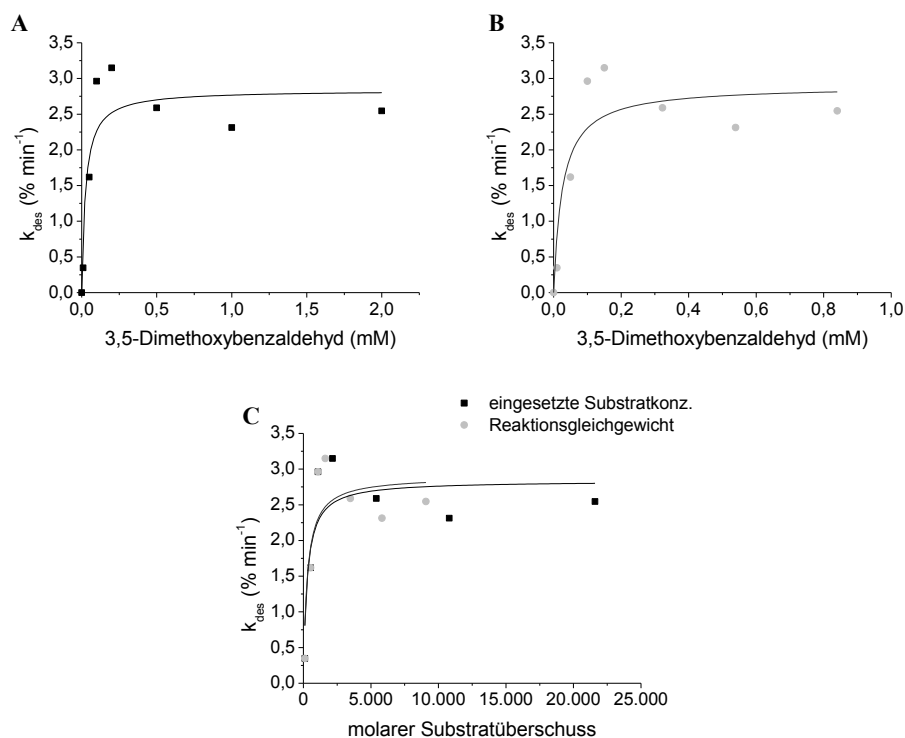 A
3,5
3,0
2,5
2,0
1,5
1,0
0,5
0,0
k_des (% min⁻¹)
0,0 0,5 1,0 1,5 2,0
3,5-Dimethoxybenzaldehyd (mM)
B
3,5
3,0
2,5
2,0
1,5
1,0
0,5
0,0
k_des (% min⁻¹)
0,0 0,2 0,4 0,6 0,8 1,0
3,5-Dimethoxybenzaldehyd (mM)
C
eingesetzte Substratkonz.
Reaktionsgleichgewicht
3,5
3,0
2,5
2,0
1,5
1,0
0,5
0,0
k_des (% min⁻¹)
0 5.000 10.000 15.000 20.000 25.000
molarer Substratüberschuss